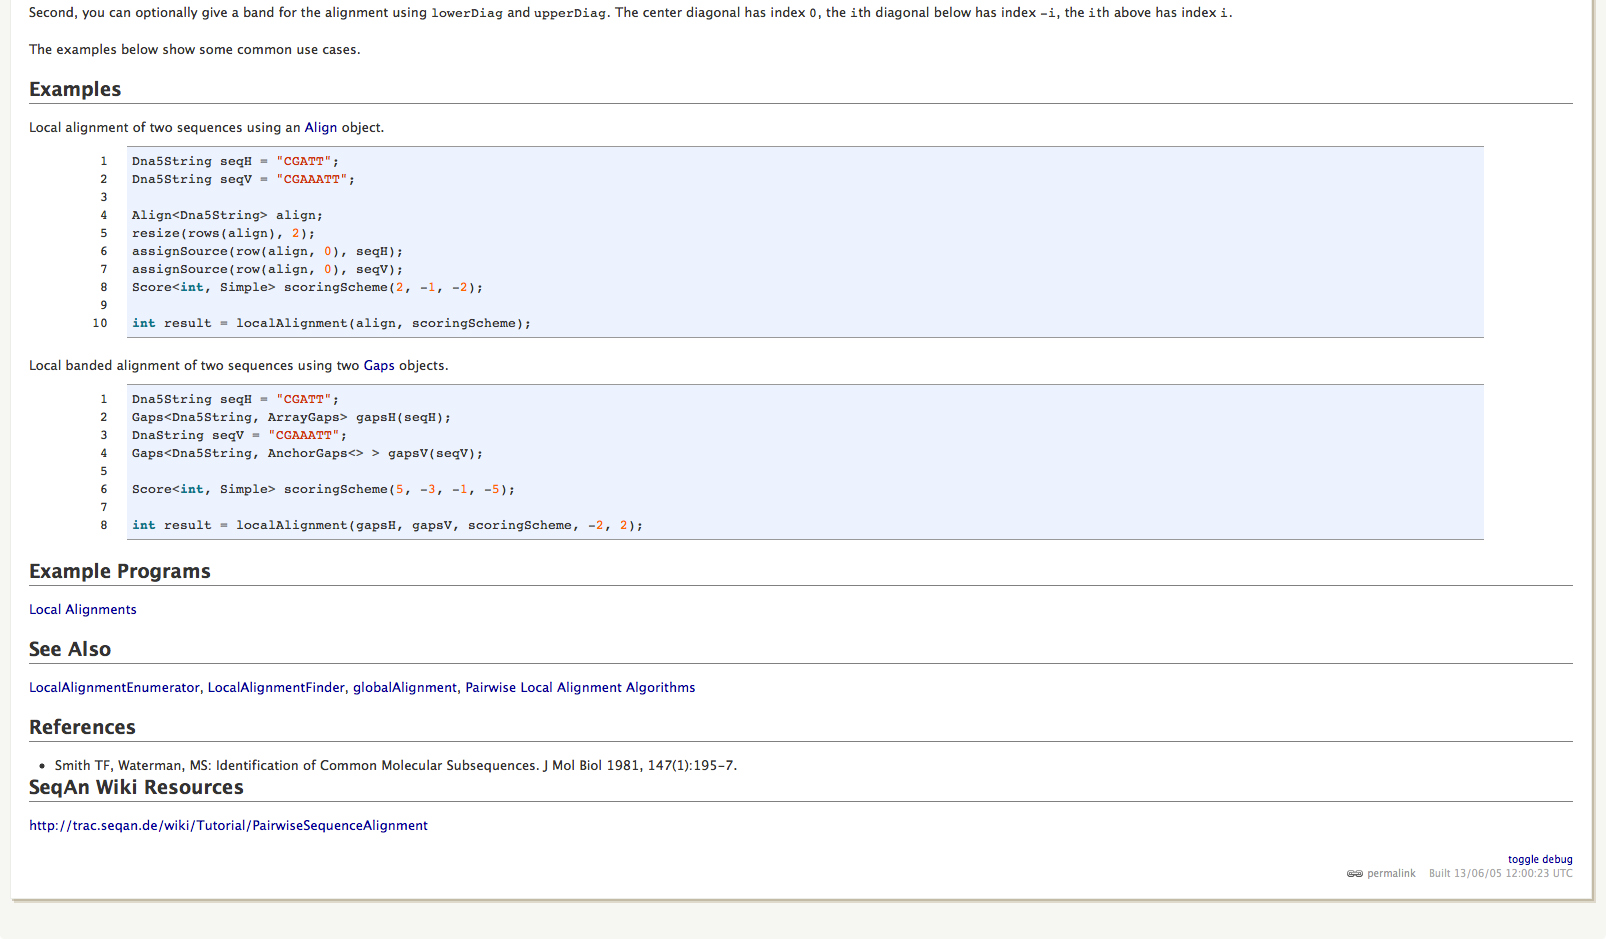 Second, you can optionally give a band for the alignment using lowerDiag and upperDiag. The center diagonal has index 0, the ith diagonal below has index -i, the ith above has index i.
The examples below show some common use cases.
Examples
Local alignment of two sequences using an Align object.
1 Dna5String seqH = "CGATT";
2 Dna5String seqV = "CGAAATT";
3
4 Align<Dna5String> align;
5 resize(rows(align), 2);
6 assignSource(row(align, 0), seqH);
7 assignSource(row(align, 0), seqV);
8 Score<int, Simple> scoringScheme(2, -1, -2);
9
10 int result = localAlignment(align, scoringScheme);
Local banded alignment of two sequences using two Gaps objects.
1 Dna5String seqH = "CGATT";
2 Gaps<Dna5String, ArrayGaps> gapsH(seqH);
3 DnaString seqV = "CGAAATT";
4 Gaps<Dna5String, AnchorGaps<> > gapsV(seqV);
5
6 Score<int, Simple> scoringScheme(5, -3, -1, -5);
7
8 int result = localAlignment(gapsH, gapsV, scoringScheme, -2, 2);
Example Programs
Local Alignments
See Also
LocalAlignmentEnumerator, LocalAlignmentFinder, globalAlignment, Pairwise Local Alignment Algorithms
References
• Smith TF, Waterman, MS: Identification of Common Molecular Subsequences. J Mol Biol 1981, 147(1):195-7.
SeqAn Wiki Resources
http://trac.seqan.de/wiki/Tutorial/PairwiseSequenceAlignment
toggle debug
permalink Built 13/06/05 12:00:23 UTC